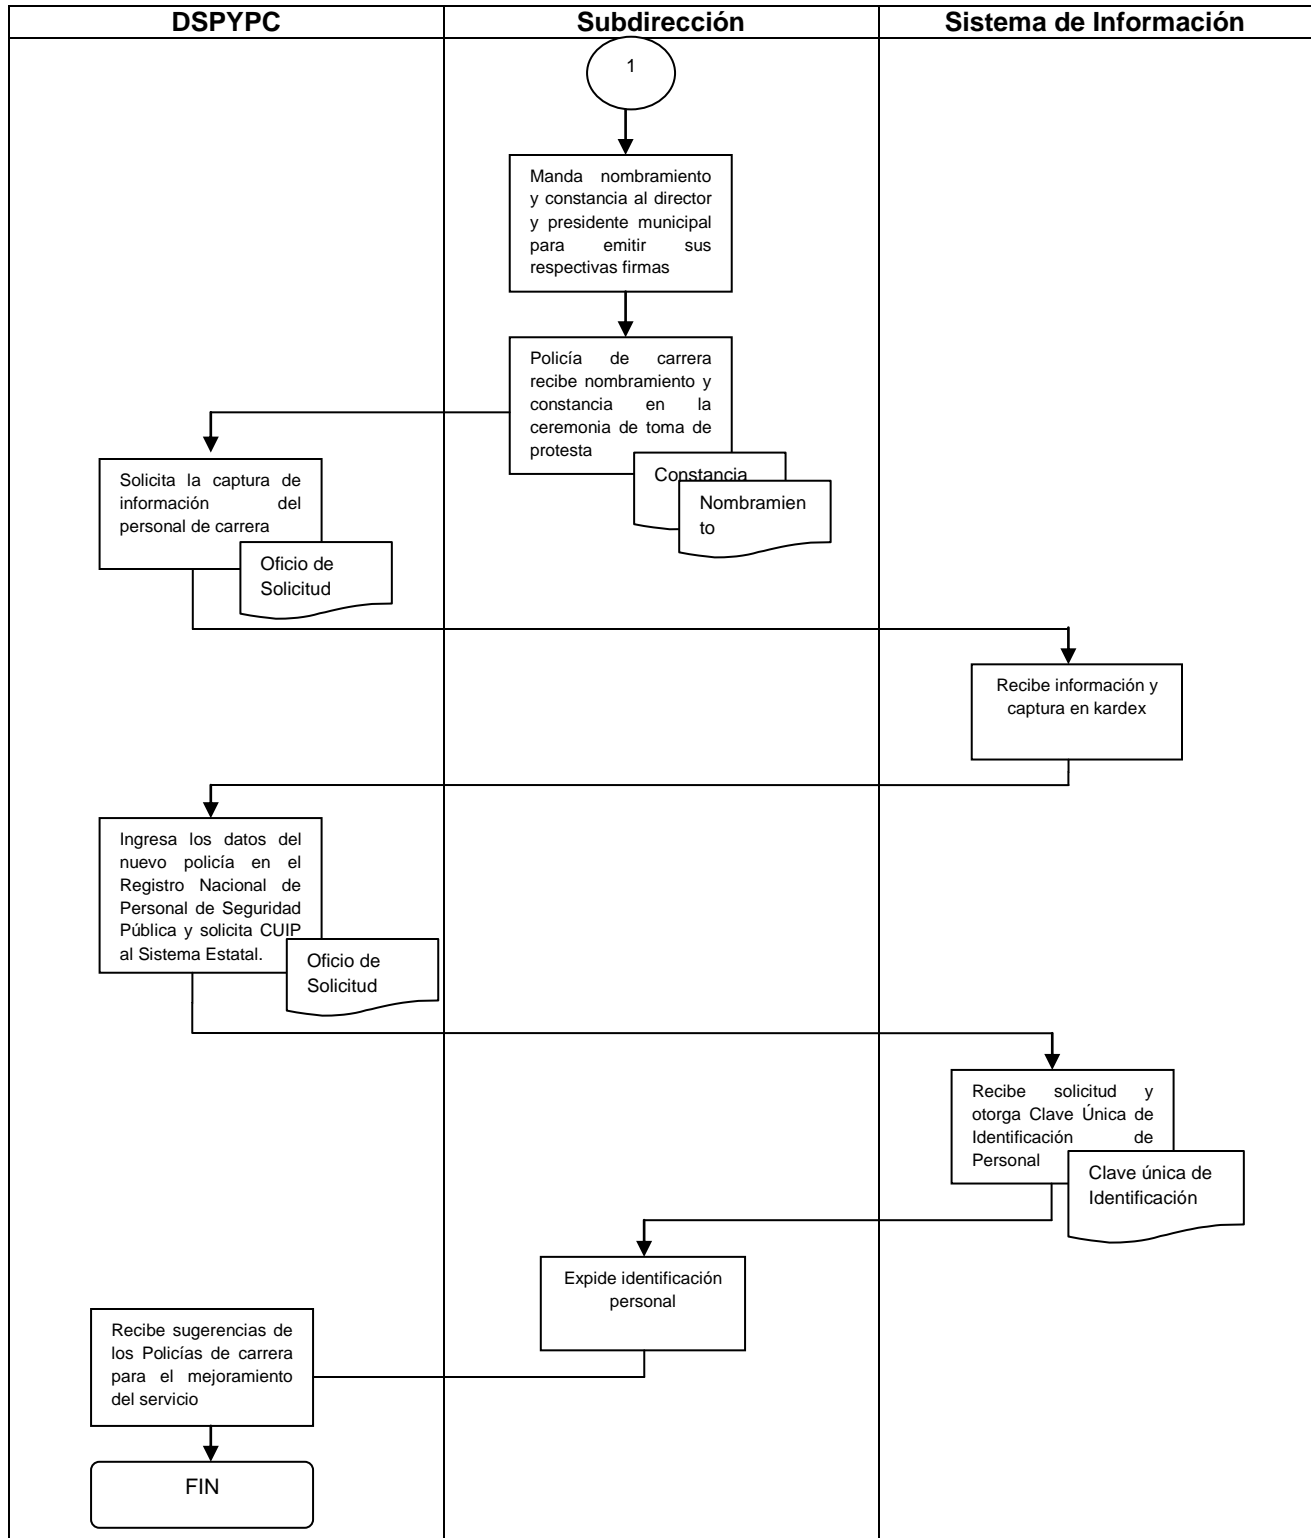 DSPYPC
Subdirección
Sistema de Información
1
Manda nombramiento
y constancia al director
y presidente municipal
para emitir sus
respectivas firmas
Policía de carrera
recibe nombramiento y
constancia en la
ceremonia de toma de
protesta
Constancia
Nombramien
to
Solicita la captura de
información del
personal de carrera
Oficio de
Solicitud
Recibe información y
captura en kardex
Ingresa los datos del
nuevo policía en el
Registro Nacional de
Personal de Seguridad
Pública y solicita CUIP
al Sistema Estatal.
Oficio de
Solicitud
Recibe solicitud y
otorga Clave Única de
Identificación de
Personal
Clave única de
Identificación
Expide identificación
personal
Recibe sugerencias de
los Policías de carrera
para el mejoramiento
del servicio
FIN